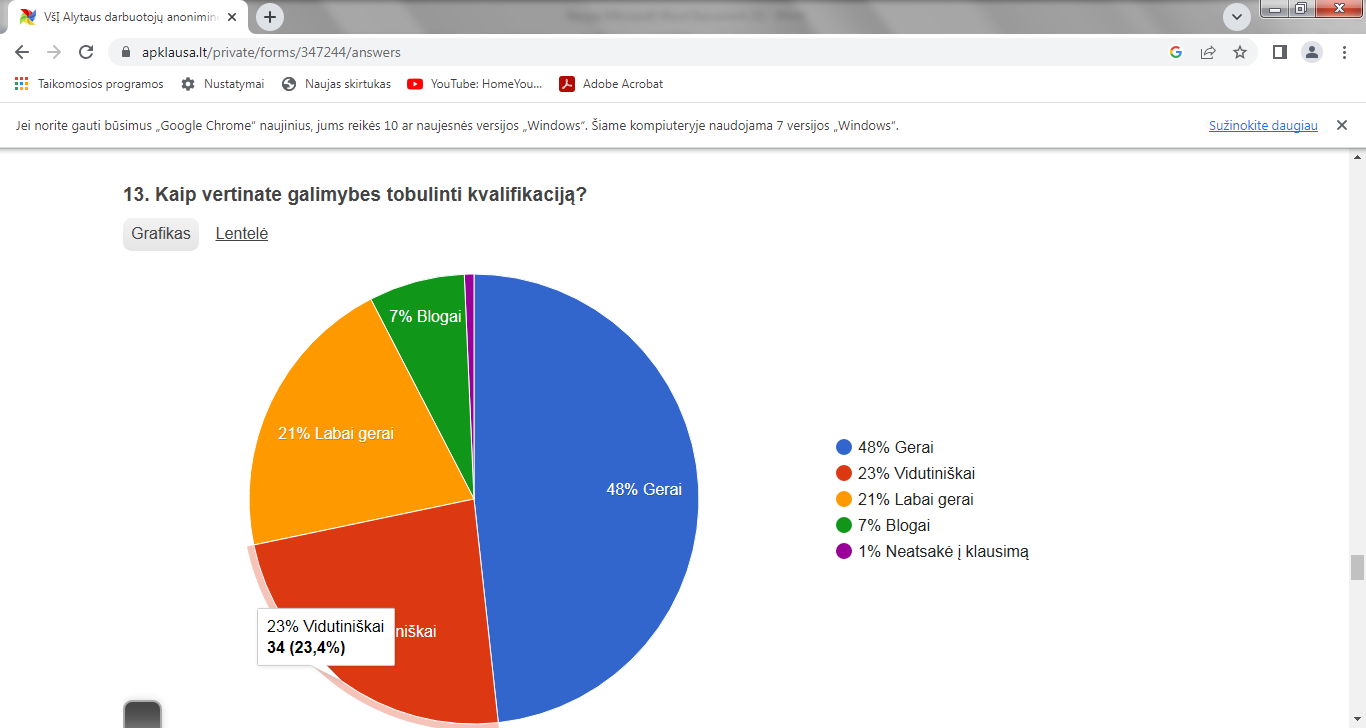 VšĮ Alytaus darbuotojų anonimin
apklausa.lt/private/forms/347244/answers
Taikomosios programos Nustatymai Naujas skirtukas YouTube: HomeYou... Adobe Acrobat
Jei norite gauti būsimus „Google Chrome“ naujinius, jums reikės 10 ar naujesnės versijos „Windows“. Šiame kompiuteryje naudojama 7 versijos „Windows“. Sužinokite daugiau
13. Kaip vertinate galimybes tobulinti kvalifikaciją?
Grafikas Lentelė
7% Blogai
21% Labai gerai
48% Gerai
niškai
23% Vidutiniškai
34 (23,4%)
48% Gerai
23% Vidutiniškai
21% Labai gerai
7% Blogai
1% Neatsakė į klausimą